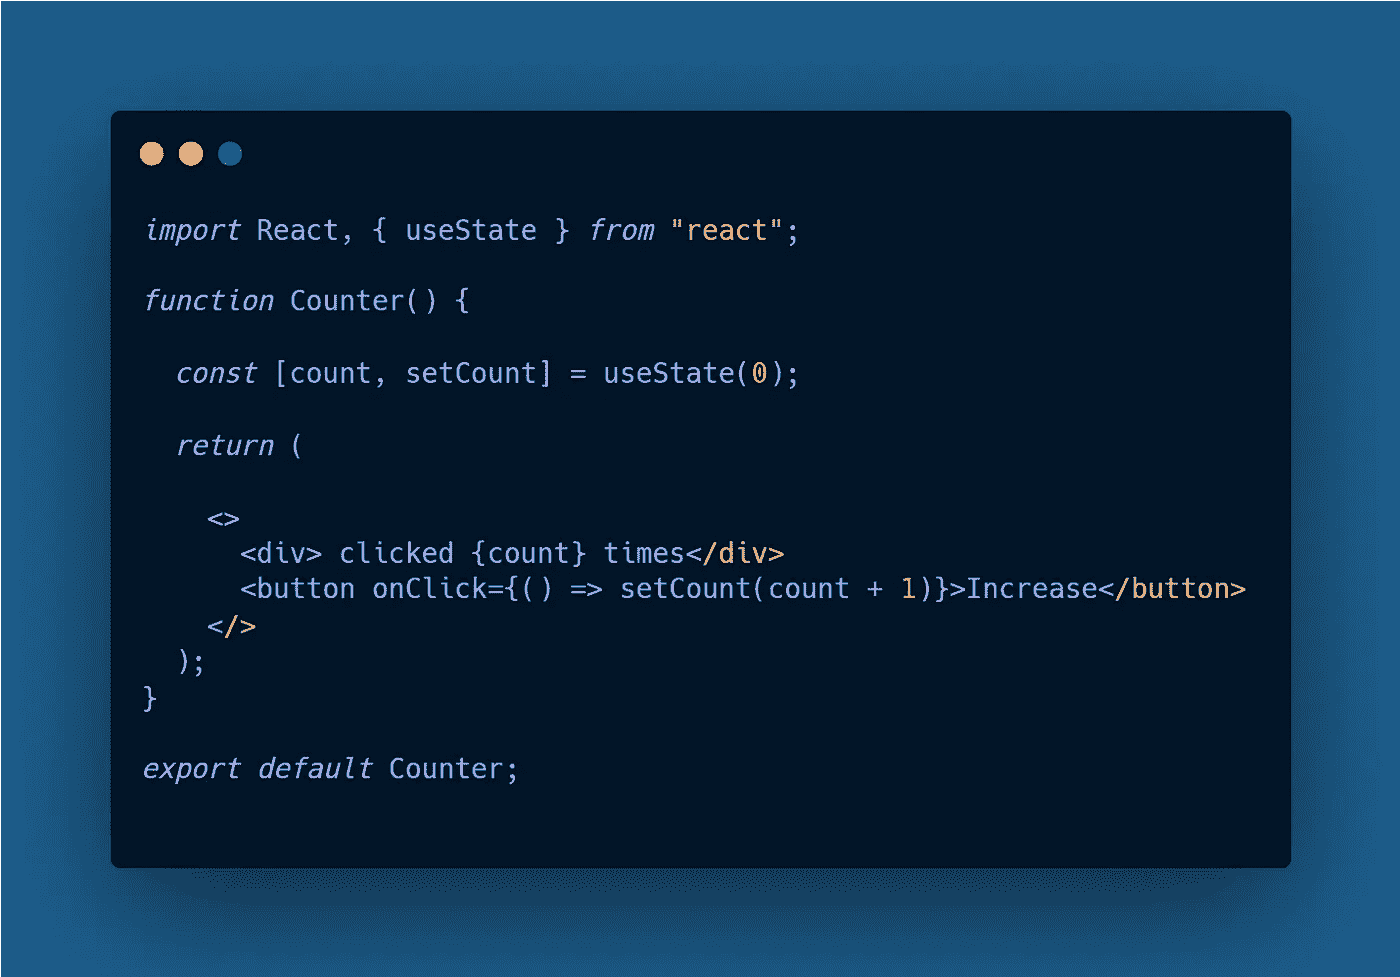 import React, { useState } from "react";
function Counter() {
const [count, setCount] = useState(0);
return (
<>
<div> clicked {count} times</div>
<button onClick={() => setCount(count + 1)}>Increase</button>
</>
);
}
export default Counter;